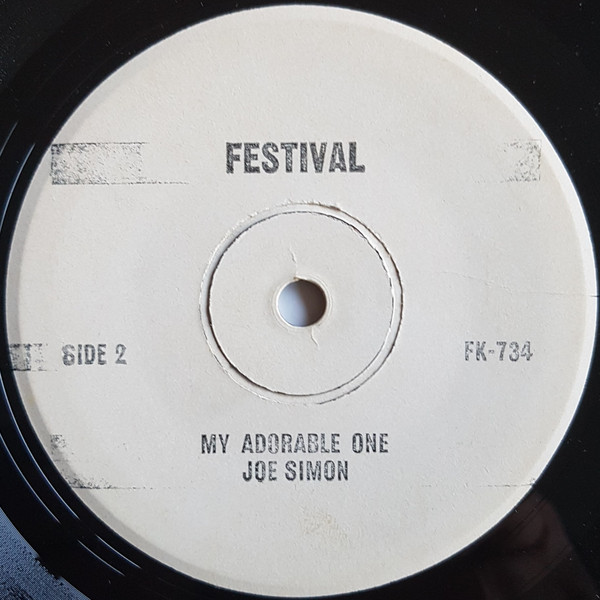 FESTIVAL
SIDE 2
FK-734
MY ADORABLE ONE
JOE SIMON